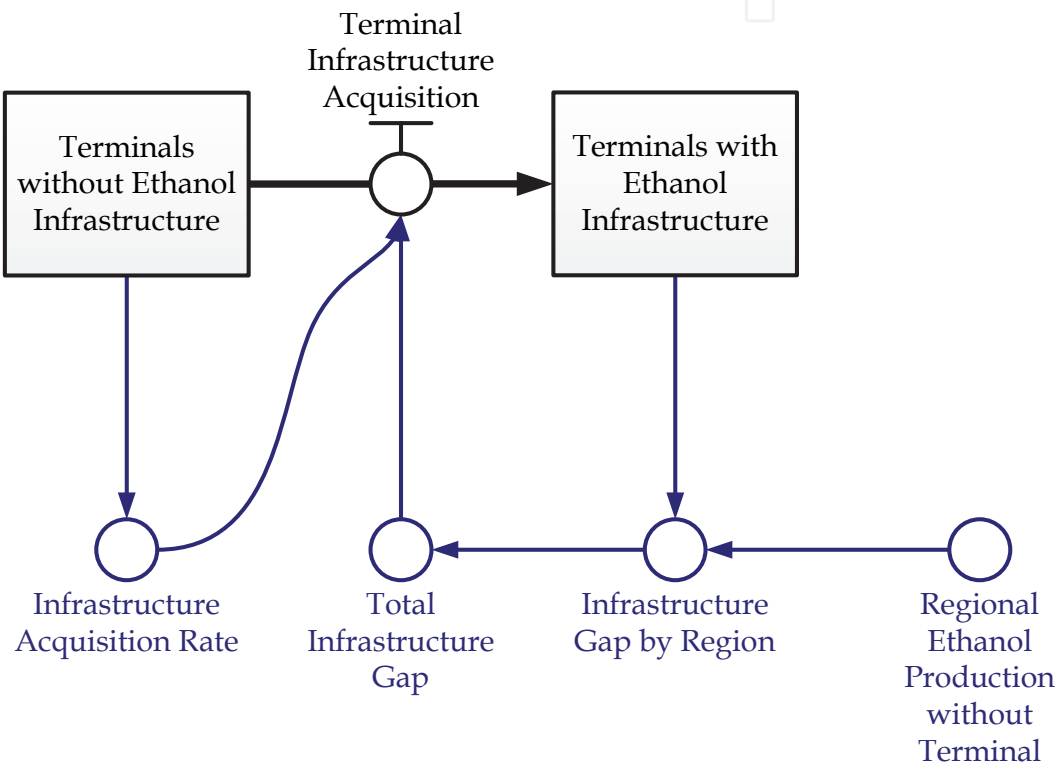 Terminal
Infrastructure
Acquisition
Terminals
without Ethanol
Infrastructure
Terminals with
Ethanol
Infrastructure
Infrastructure
Acquisition Rate
Total
Infrastructure
Gap
Infrastructure
Gap by Region
Regional
Ethanol
Production
without
Terminal